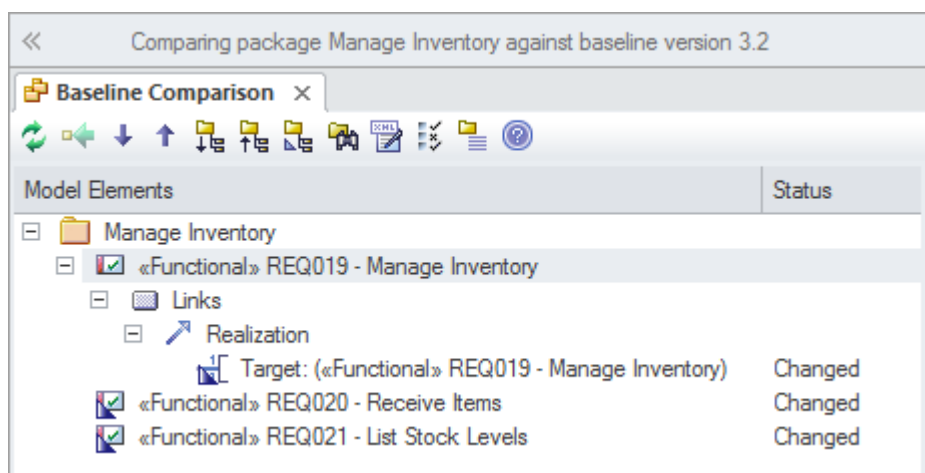 Comparing package Manage Inventory against baseline version 3.2
Baseline Comparison
Model Elements Status
Manage Inventory
«Functional» REQ019 - Manage Inventory
Links
Realization
Target: («Functional» REQ019 - Manage Inventory) Changed
«Functional» REQ020 - Receive Items Changed
«Functional» REQ021 - List Stock Levels Changed